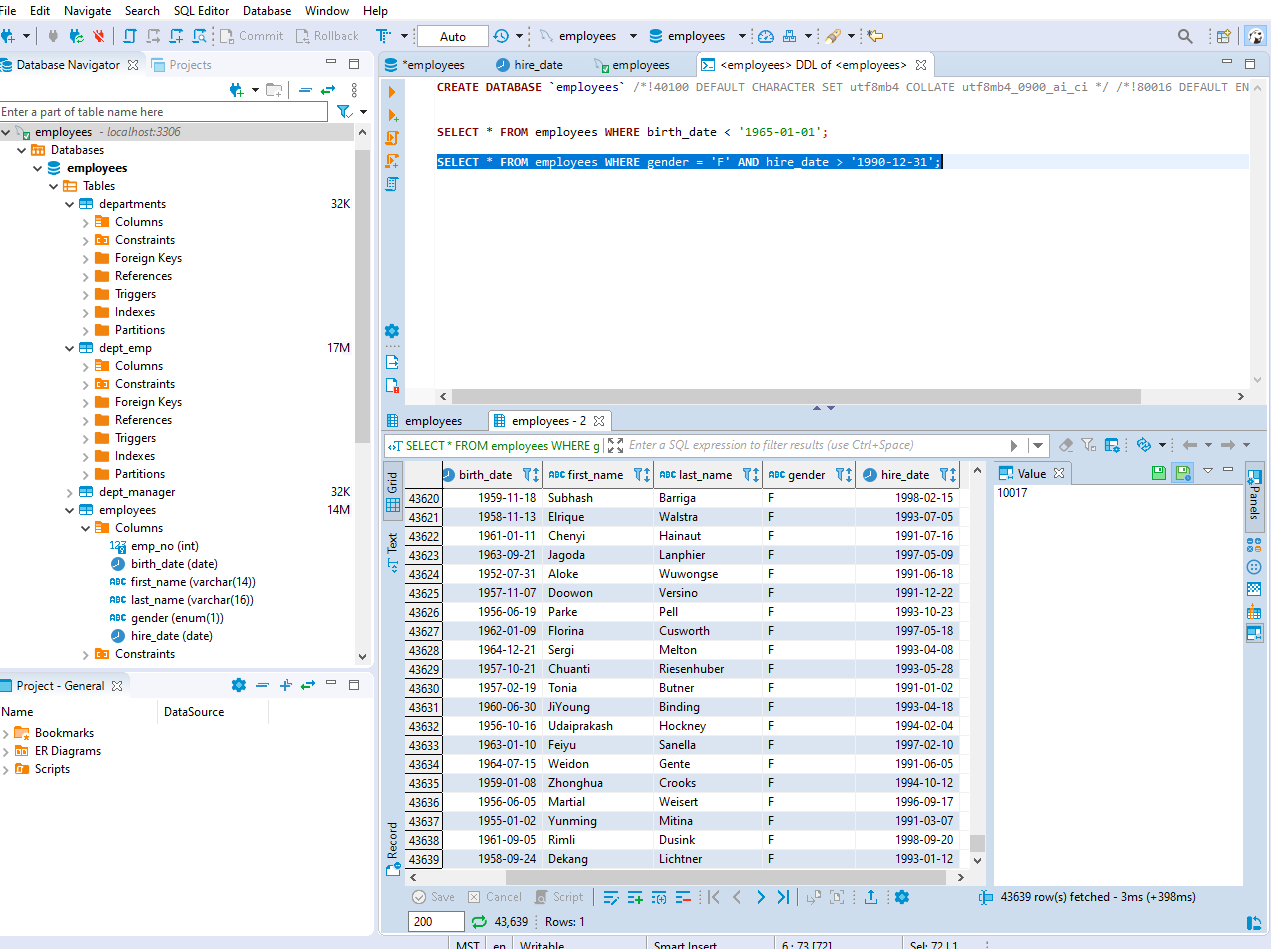 File Edit Navigate Search SQL Editor Database Window Help
Commit Rollback Auto employees employees
Database Navigator Projects
*employees hire_date employees <employees> DDL of <employees>
Enter a part of table name here
employees - localhost:3306
Databases
employees
Tables
departments 32K
Columns
Constraints
Foreign Keys
References
Triggers
Indexes
Partitions
dept_emp 17M
Columns
Constraints
Foreign Keys
References
Triggers
Indexes
Partitions
dept_manager 32K
employees 14M
Columns
123 emp_no (int)
birth_date (date)
ABC first_name (varchar(14))
ABC last_name (varchar(16))
ABC gender (enum(1))
hire_date (date)
Constraints
Project - General
Name DataSource
Bookmarks
ER Diagrams
Scripts
CREATE DATABASE `employees` /*!40100 DEFAULT CHARACTER SET utf8mb4 COLLATE utf8mb4_0900_ai_ci */ /*!80016 DEFAULT EN
SELECT * FROM employees WHERE birth_date < '1965-01-01';
SELECT * FROM employees WHERE gender = 'F' AND hire_date > '1990-12-31';
employees employees - 2
SELECT * FROM employees WHERE g Enter a SQL expression to filter results (use Ctrl+Space)
Grid
Text
Record
birth_date ABC first_name ABC last_name ABC gender hire_date
43620 1959-11-18 Subhash Barriga F 1998-02-15
43621 1958-11-13 Elrique Walstra F 1993-07-05
43622 1961-01-11 Chenyi Hainaut F 1991-07-16
43623 1963-09-21 Jagoda Lanphier F 1997-05-09
43624 1952-07-31 Aloke Wuwongse F 1991-06-18
43625 1957-11-07 Doowon Versino F 1991-12-22
43626 1956-06-19 Parke Pell F 1993-10-23
43627 1962-01-09 Florina Cusworth F 1997-05-18
43628 1964-12-21 Sergi Melton F 1993-04-08
43629 1957-10-21 Chuanti Riesenhuber F 1993-05-28
43630 1957-02-19 Tonia Butner F 1991-01-02
43631 1960-06-30 JiYoung Binding F 1993-04-18
43632 1956-10-16 Udaiprakash Hockney F 1994-02-04
43633 1963-01-10 Feiyu Sanella F 1997-02-10
43634 1964-07-15 Weidon Gente F 1991-06-05
43635 1959-01-08 Zhonghua Crooks F 1994-10-12
43636 1956-06-05 Martial Weisert F 1996-09-17
43637 1955-01-02 Yunming Mitina F 1991-03-07
43638 1961-09-05 Rimli Dusink F 1998-09-20
43639 1958-09-24 Dekang Lichtner F 1993-01-12
Value
10017
Panels
Save Cancel Script 43639 row(s) fetched - 3ms (+398ms)
200 43,639 Rows: 1
MST en Writable Smart Insert 6 : 73 [72] Sel: 72 | 1